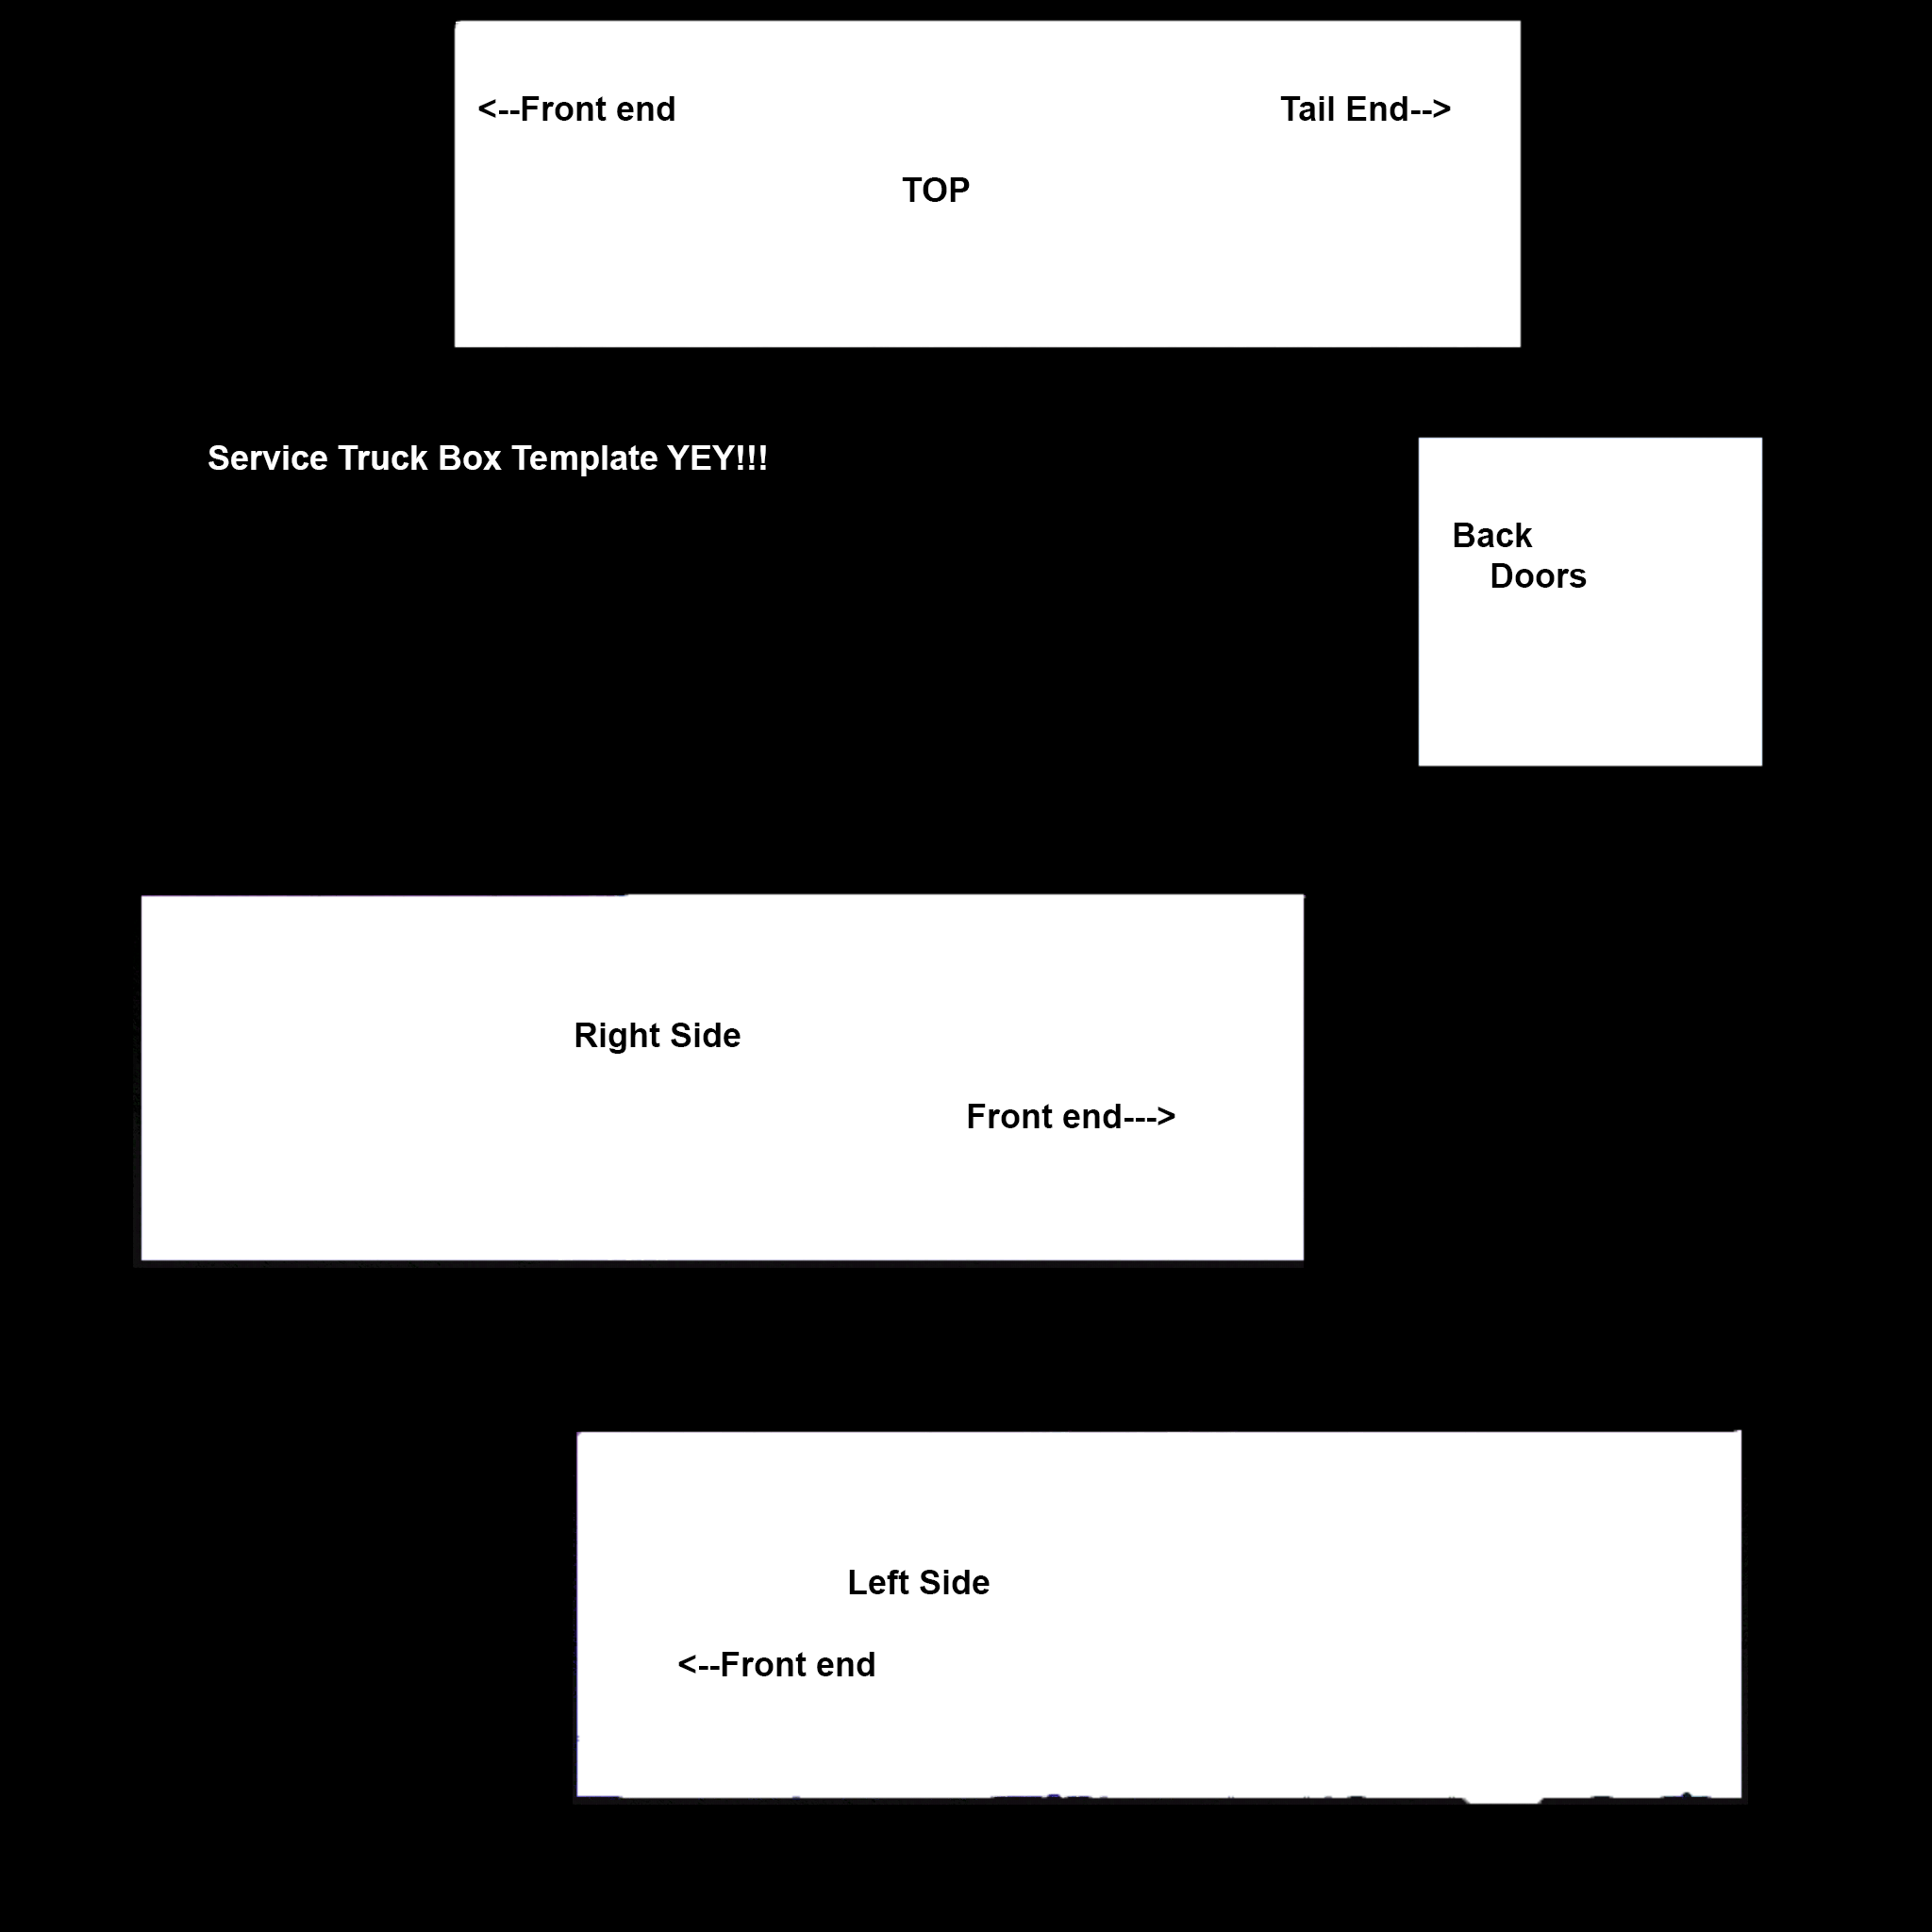 <--Front end
Tail End-->
TOP
Service Truck Box Template YEY!!!
Back
Doors
Right Side
Front end--->
Left Side
<--Front end